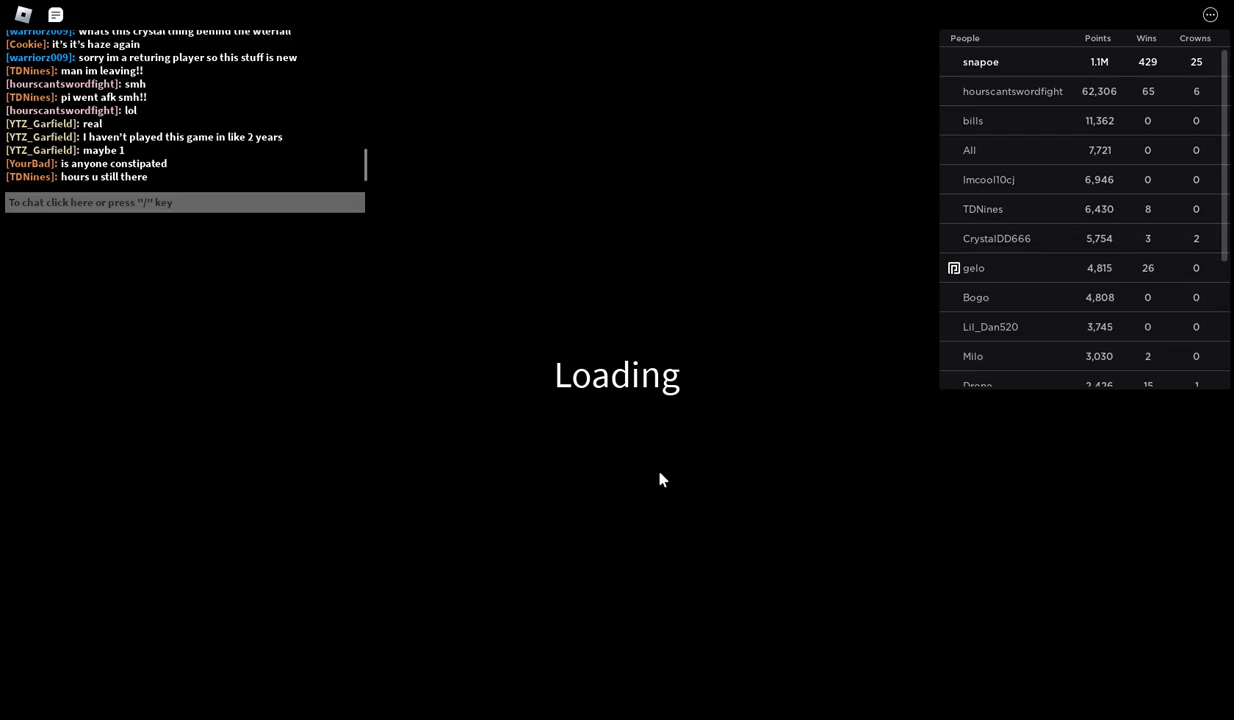 [warriorz009]: whats this crystal thing behind the wterfall
[Cookie]: it's it's haze again
[warriorz009]: sorry im a returing player so this stuff is new
[TDNines]: man im leaving!!
[hourscantswordfight]: smh
[TDNines]: pi went afk smh!!
[hourscantswordfight]: lol
[YTZ_Garfield]: real
[YTZ_Garfield]: I haven't played this game in like 2 years
[YTZ_Garfield]: maybe 1
[YourBad]: is anyone constipated
[TDNines]: hours u still there
To chat click here or press "/" key
People Points Wins Crowns
snapoe 1.1M 429 25
hourscantswordfight 62,306 65 6
bills 11,362 0 0
All 7,721 0 0
Imcool10cj 6,946 0 0
TDNines 6,430 8 0
CrystalDD666 5,754 3 2
gelo 4,815 26 0
Bogo 4,808 0 0
Lil_Dan520 3,745 0 0
Milo 3,030 2 0
Drone 2,426 15 1
Loading